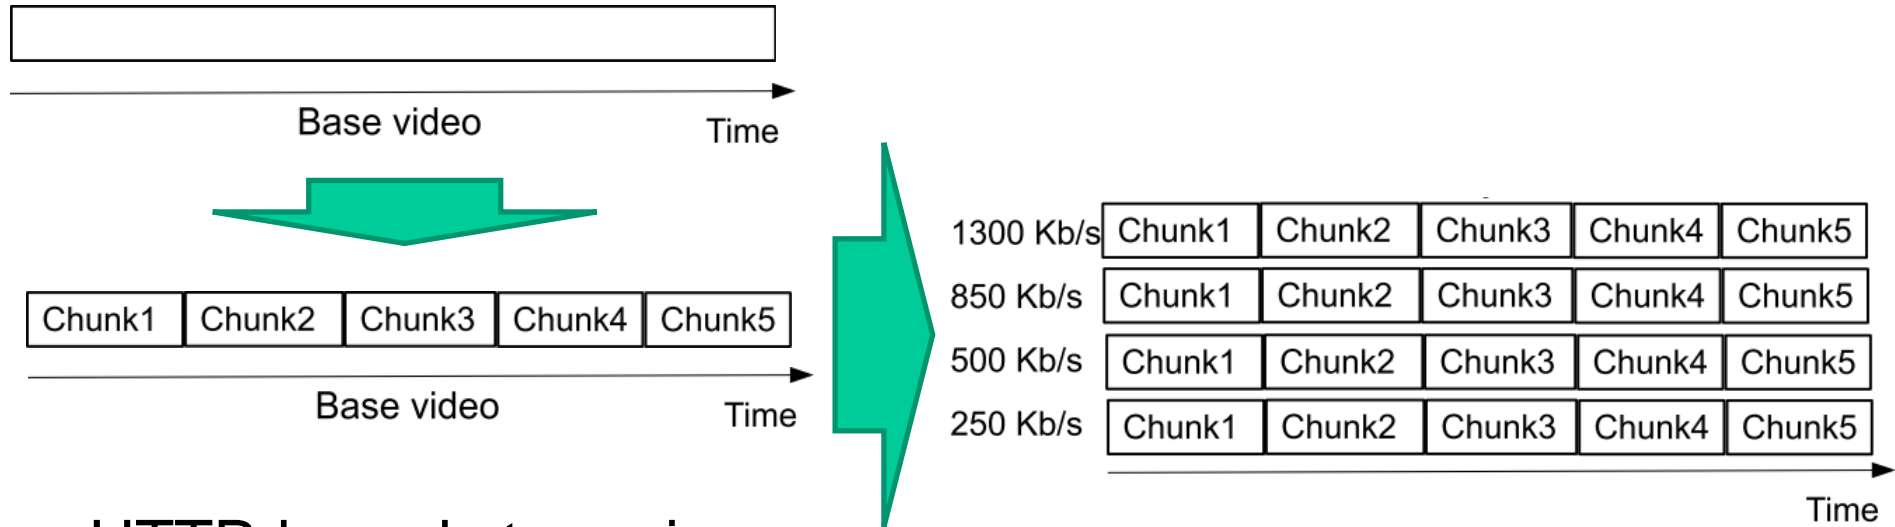 Base video
Time
Chunk1 Chunk2 Chunk3 Chunk4 Chunk5
Base video
Time
1300 Kb/s Chunk1 Chunk2 Chunk3 Chunk4 Chunk5
850 Kb/s Chunk1 Chunk2 Chunk3 Chunk4 Chunk5
500 Kb/s Chunk1 Chunk2 Chunk3 Chunk4 Chunk5
250 Kb/s Chunk1 Chunk2 Chunk3 Chunk4 Chunk5
Time